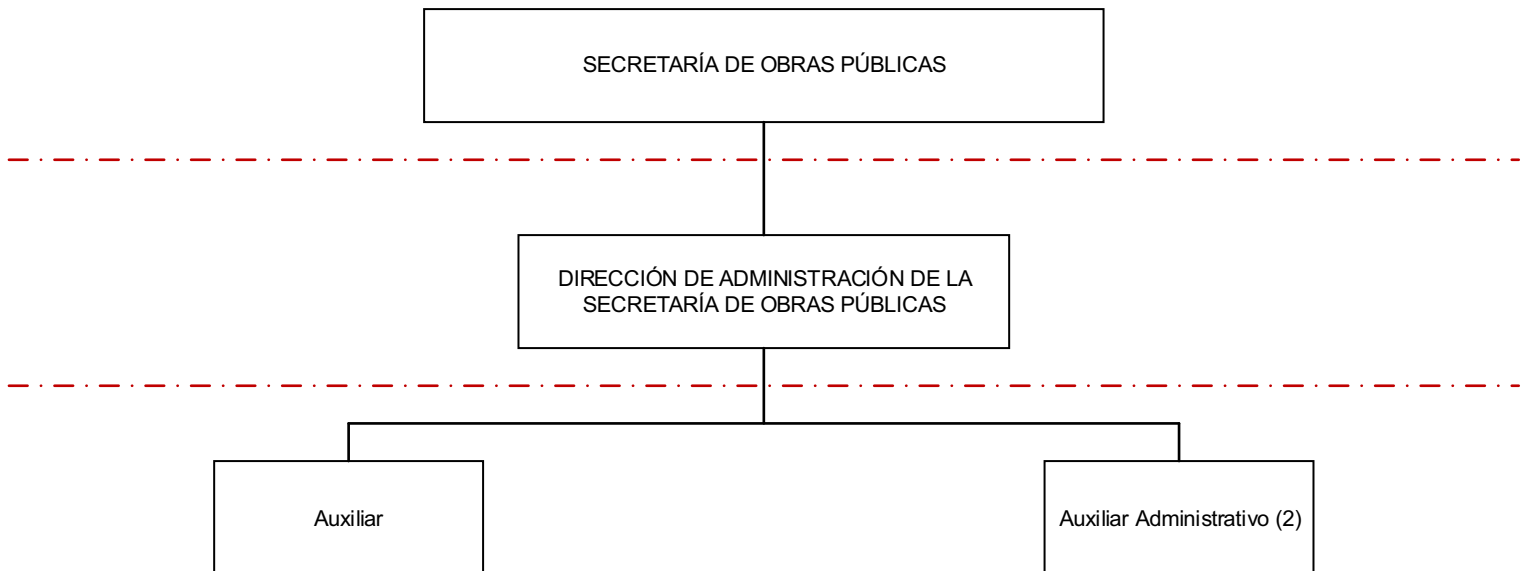 SECRETARÍA DE OBRAS PÚBLICAS
DIRECCIÓN DE ADMINISTRACIÓN DE LA
SECRETARÍA DE OBRAS PÚBLICAS
Auxiliar
Auxiliar Administrativo (2)